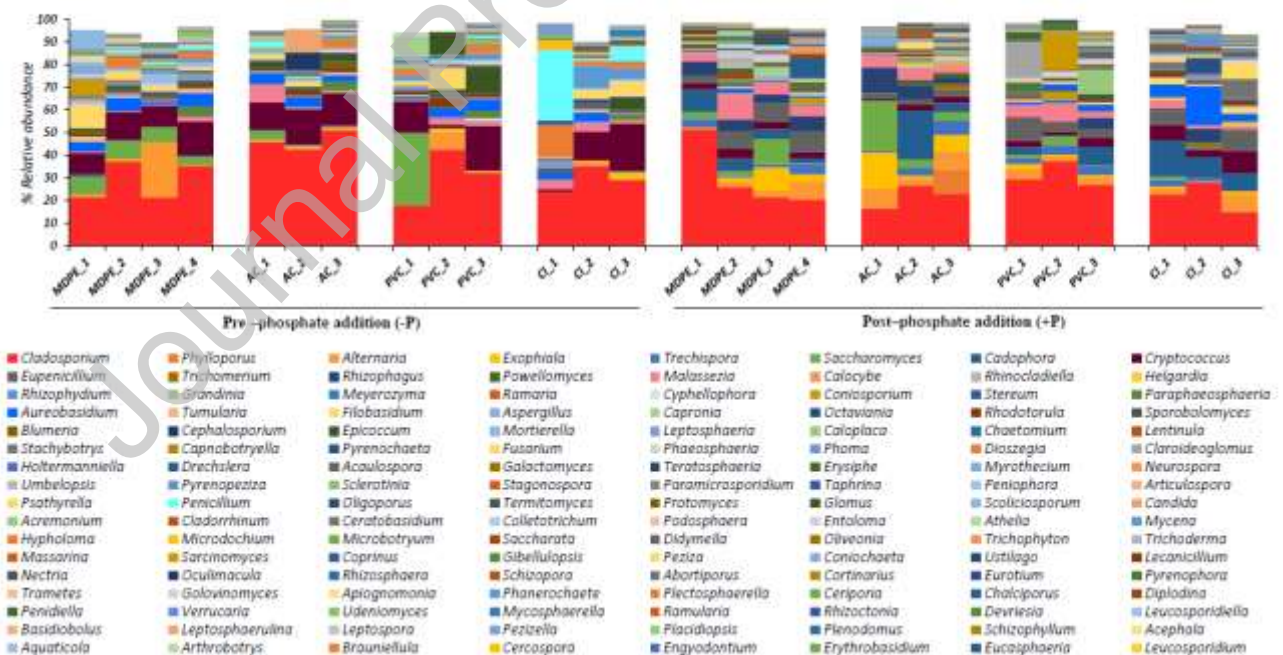 Journal Pre
% Relative abundance
100
90
80
70
60
50
40
30
20
10
0
MDPE_1 MDPE_2 MDPE_3 MDPE_4 AC_1 AC_2 AC_3 PVC_1 PVC_2 PVC_3 CI_1 CI_2 CI_3 MDPE_1 MDPE_2 MDPE_3 MDPE_4 AC_1 AC_2 AC_3 PVC_1 PVC_2 PVC_3 CI_1 CI_2 CI_3
Pre –phosphate addition (-P) Post–phosphate addition (+P)
Cladosporium Phylloporus Alternaria Exophiala Trechispora Saccharomyces Cadophora Cryptococcus
Eupenicillium Trichomerium Rhizophagus Powellomyces Malassezia Calocybe Rhinocladiella Helgardia
Rhizophydium Grandinia Meyerozyma Ramaria Cyphellophora Coniosporium Stereum Paraphaeosphaeria
Aureobasidium Tumularia Filobasidium Aspergillus Capronia Octaviania Rhodotorula Sporobolomyces
Blumeria Cephalosporium Epicoccum Mortierella Leptosphaeria Caloplaca Chaetomium Lentinula
Stachybotrys Capnobotryella Pyrenochaeta Fusarium Phaeosphaeria Phoma Dioszegia Claroideoglomus
Holtermanniella Drechslera Acaulospora Galactomyces Teratosphaeria Erysiphe Myrothecium Neurospora
Umbelopsis Pyrenopeziza Sclerotinia Stagonospora Paramicrosporidium Taphrina Peniophora Articulospora
Psathyrella Penicillium Oligoporus Termitomyces Protomyces Glomus Scoliciosporum Candida
Acremonium Cladorrhinum Ceratobasidium Colletotrichum Podosphaera Entoloma Athelia Mycena
Hypholoma Microdochium Microbotryum Saccharata Didymella Oliveonia Trichophyton Trichoderma
Massarina Sarcinomyces Coprinus Gibellulopsis Peziza Coniochaeta Ustilago Lecanicillium
Nectria Oculimacula Rhizosphaera Schizopora Abortiporus Cortinarius Eurotium Pyrenophora
Trametes Golovinomyces Apiognomonia Phanerochaete Plectosphaerella Ceriporia Chalciporus Diplodina
Penidiella Verrucaria Udeniomyces Mycosphaerella Ramularia Rhizoctonia Devriesia Leucosporidiella
Basidiobolus Leptosphaerulina Leptospora Pezizella Placidiopsis Plenodomus Schizophyllum Acephala
Aquaticola Arthrobotrys Brauniellula Cercospora Engyodontium Erythrobasidium Eucasphaeria Leucosporidium